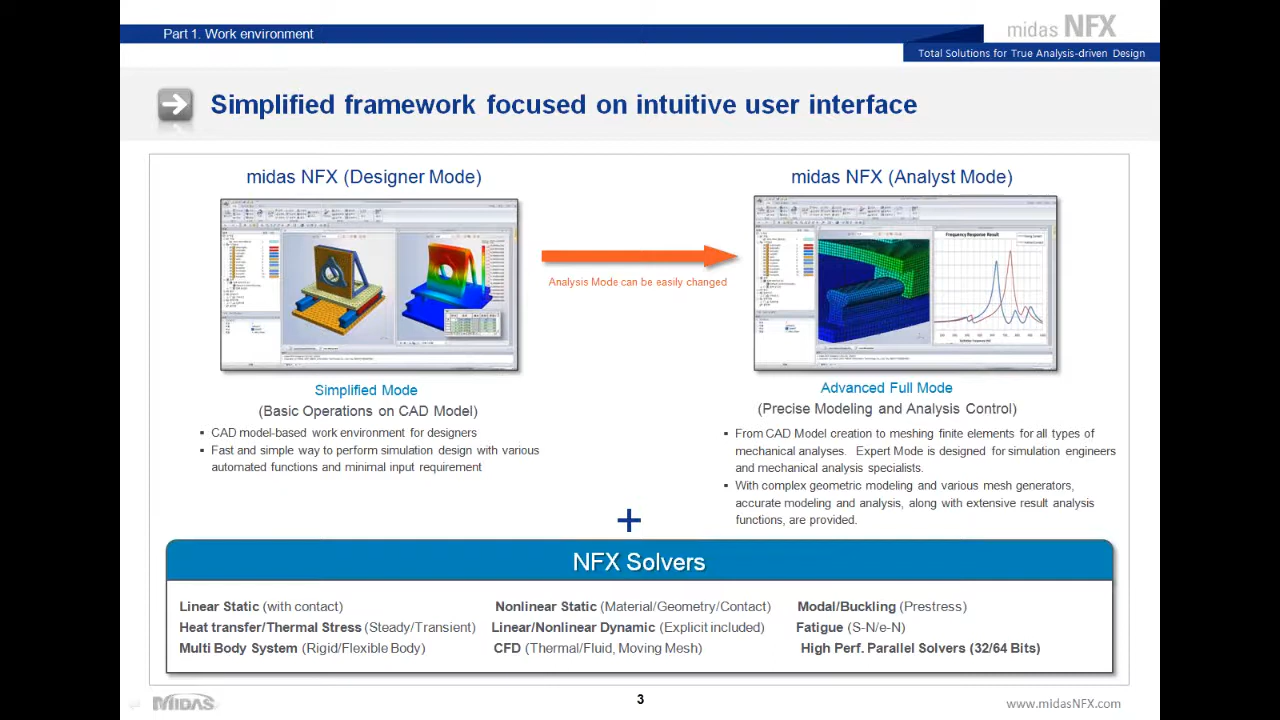 Part 1. Work environment
midas NFX
Total Solutions for True Analysis-driven Design
Simplified framework focused on intuitive user interface
midas NFX (Designer Mode)
midas NFX (Analyst Mode)
Analysis Mode can be easily changed
Frequency Response Result
Simplified Mode
(Basic Operations on CAD Model)
▪ CAD model-based work environment for designers
▪ Fast and simple way to perform simulation design with various
automated functions and minimal input requirement
Advanced Full Mode
(Precise Modeling and Analysis Control)
▪ From CAD Model creation to meshing finite elements for all types of
mechanical analyses. Expert Mode is designed for simulation engineers
and mechanical analysis specialists.
▪ With complex geometric modeling and various mesh generators,
accurate modeling and analysis, along with extensive result analysis
functions, are provided.
+
NFX Solvers
Linear Static (with contact)
Nonlinear Static (Material/Geometry/Contact)
Modal/Buckling (Prestress)
Heat transfer/Thermal Stress (Steady/Transient)
Linear/Nonlinear Dynamic (Explicit included)
Fatigue (S-N/e-N)
Multi Body System (Rigid/Flexible Body)
CFD (Thermal/Fluid, Moving Mesh)
High Perf. Parallel Solvers (32/64 Bits)
MIDAS
3
www.midasNFX.com